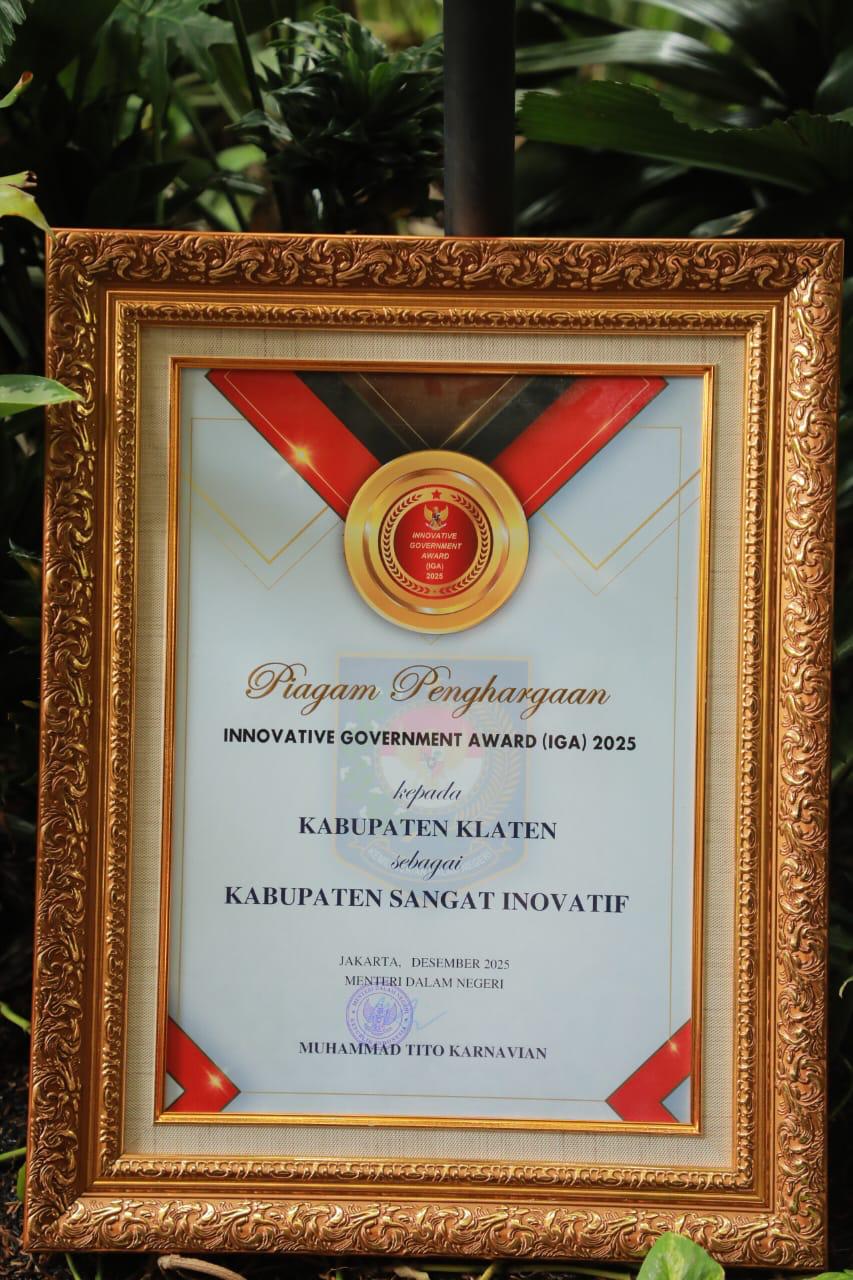 INNOVATIVE
GOVERNMENT
AWARD
(IGA)
2025
Piagam Penghargaan
INNOVATIVE GOVERNMENT AWARD (IGA) 2025
kepada
KABUPATEN KLATEN
sebagai
KABUPATEN SANGAT INOVATIF
JAKARTA, DESEMBER 2025
MENTERI DALAM NEGERI
MUHAMMAD TITO KARNAVIAN